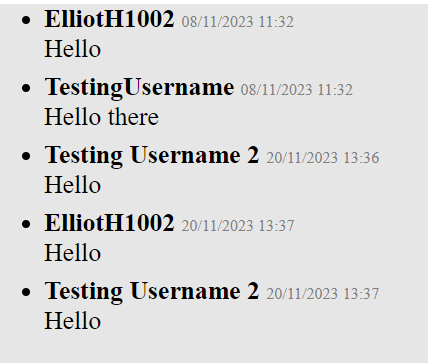 ElliotH1002 08/11/2023 11:32
Hello
TestingUsername 08/11/2023 11:32
Hello there
Testing Username 2 20/11/2023 13:36
Hello
ElliotH1002 20/11/2023 13:37
Hello
Testing Username 2 20/11/2023 13:37
Hello